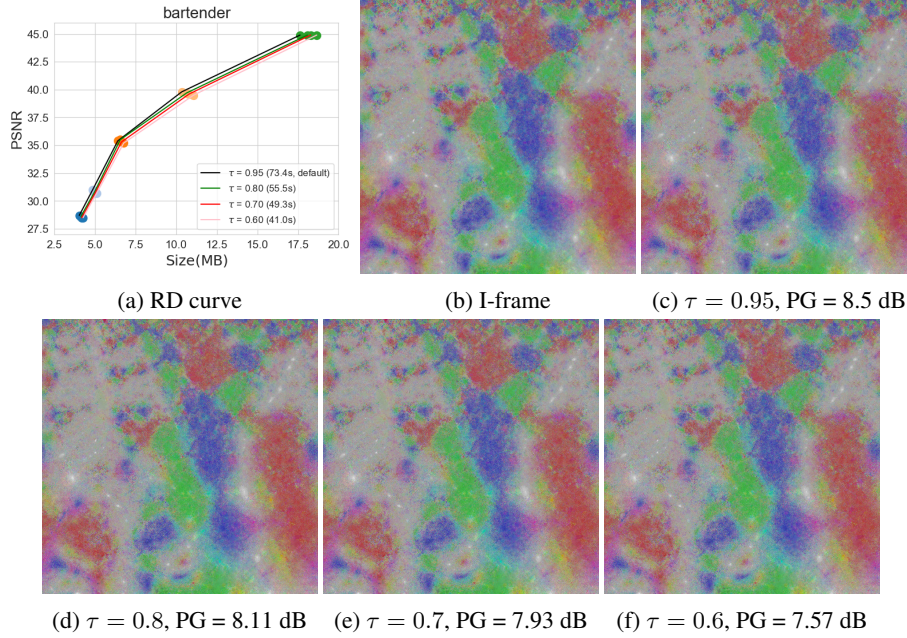 bartender
45.0
42.5
40.0
37.5
35.0
32.5
30.0
27.5
PSNR
τ = 0.95 (73.4s, default)
τ = 0.80 (55.5s)
τ = 0.70 (49.3s)
τ = 0.60 (41.0s)
2.5 5.0 7.5 10.0 12.5 15.0 17.5 20.0
Size(MB)
(a) RD curve
(b) I-frame
(c) τ = 0.95, PG = 8.5 dB
(d) τ = 0.8, PG = 8.11 dB
(e) τ = 0.7, PG = 7.93 dB
(f) τ = 0.6, PG = 7.57 dB